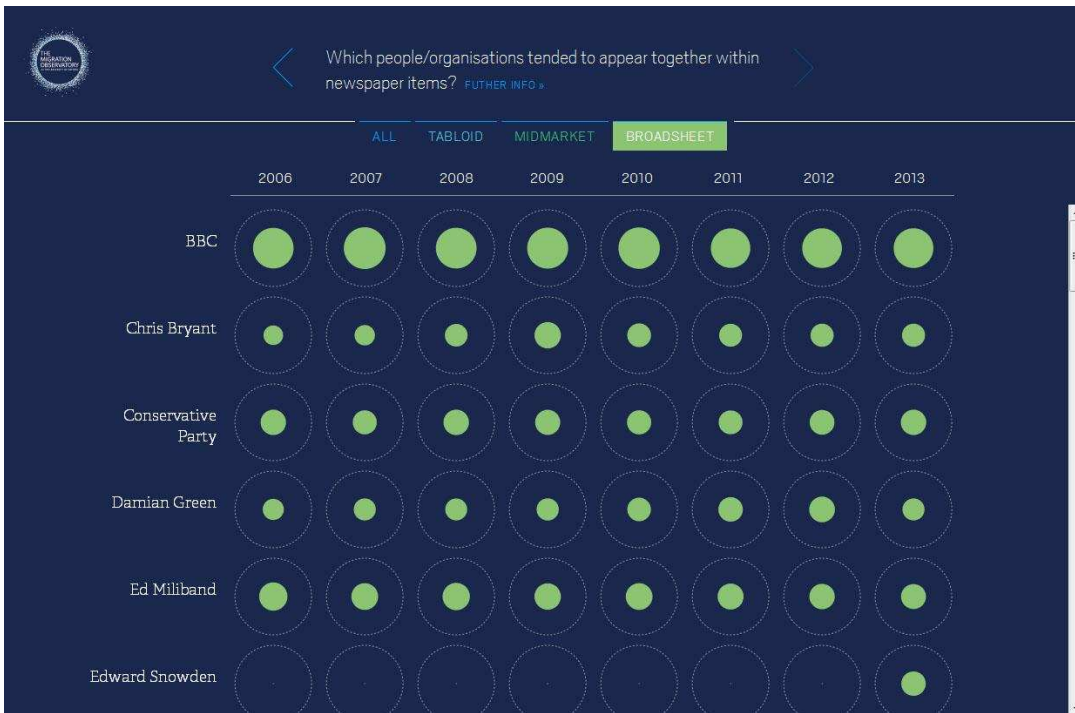 THE
MIGRATION
OBSERVATORY
Which people/organisations tended to appear together within
newspaper items? FUTHER INFO »
ALL TABLOID MIDMARKET BROADSHEET
2006 2007 2008 2009 2010 2011 2012 2013
BBC
Chris Bryant
Conservative
Party
Damian Green
Ed Miliband
Edward Snowden